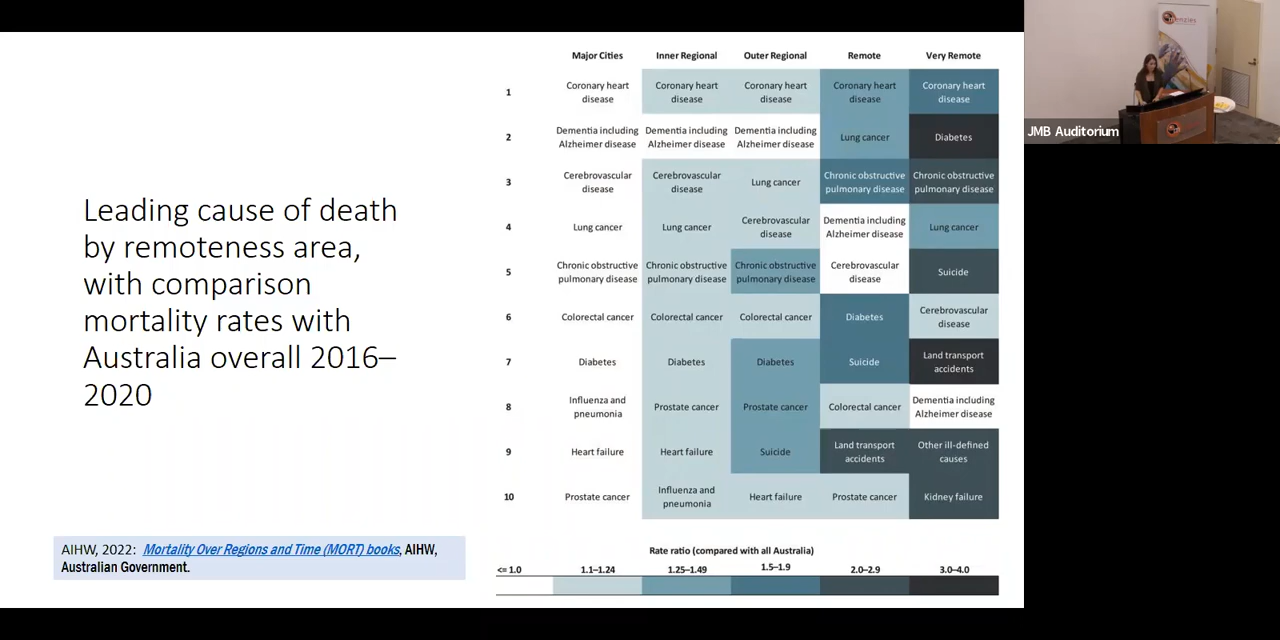 Leading cause of death
by remoteness area,
with comparison
mortality rates with
Australia overall 2016–
2020
AIHW, 2022: Mortality Over Regions and Time (MORT) books, AIHW,
Australian Government.
Major Cities Inner Regional Outer Regional Remote Very Remote
1 Coronary heart disease Coronary heart disease Coronary heart disease Coronary heart disease Coronary heart disease
2 Dementia including Alzheimer disease Dementia including Alzheimer disease Dementia including Alzheimer disease Lung cancer Diabetes
3 Cerebrovascular disease Cerebrovascular disease Lung cancer Chronic obstructive pulmonary disease Chronic obstructive pulmonary disease
4 Lung cancer Lung cancer Cerebrovascular disease Dementia including Alzheimer disease Lung cancer
5 Chronic obstructive pulmonary disease Chronic obstructive pulmonary disease Chronic obstructive pulmonary disease Cerebrovascular disease Suicide
6 Colorectal cancer Colorectal cancer Colorectal cancer Diabetes Cerebrovascular disease
7 Diabetes Diabetes Diabetes Suicide Land transport accidents
8 Influenza and pneumonia Prostate cancer Prostate cancer Colorectal cancer Dementia including Alzheimer disease
9 Heart failure Heart failure Suicide Land transport accidents Other ill-defined causes
10 Prostate cancer Influenza and pneumonia Heart failure Prostate cancer Kidney failure
Rate ratio (compared with all Australia)
<= 1.0 1.1–1.24 1.25–1.49 1.5–1.9 2.0–2.9 3.0–4.0
menzies
JMB Auditorium